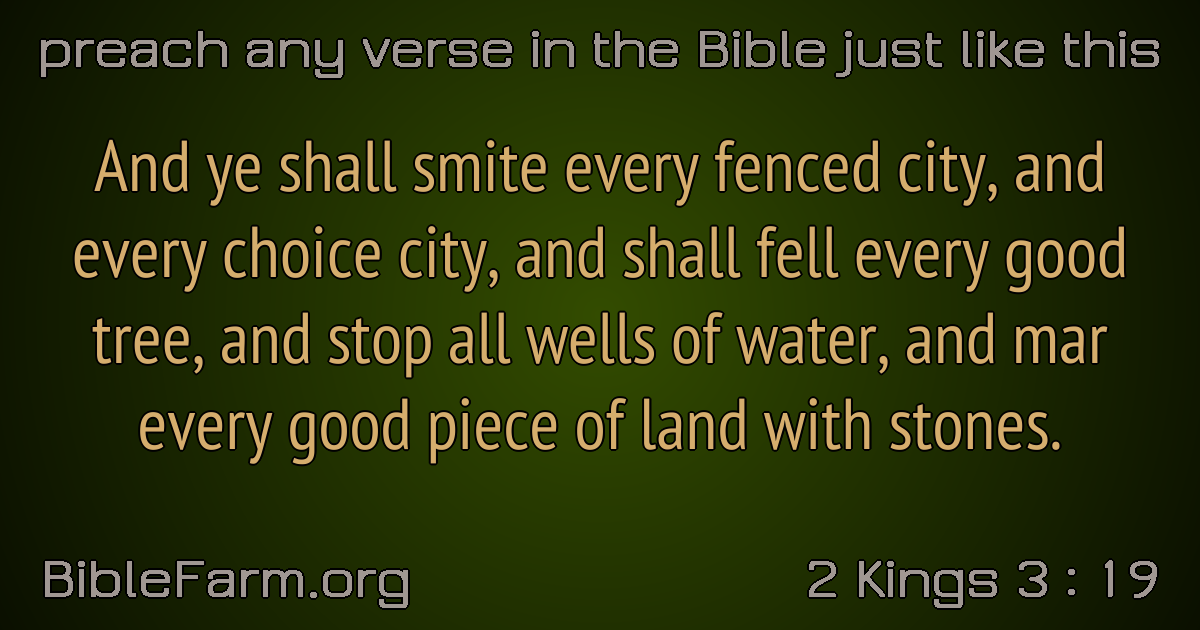 preach any verse in the Bible just like this
And ye shall smite every fenced city, and
every choice city, and shall fell every good
tree, and stop all wells of water, and mar
every good piece of land with stones.
BibleFarm.org
2 Kings 3 : 19